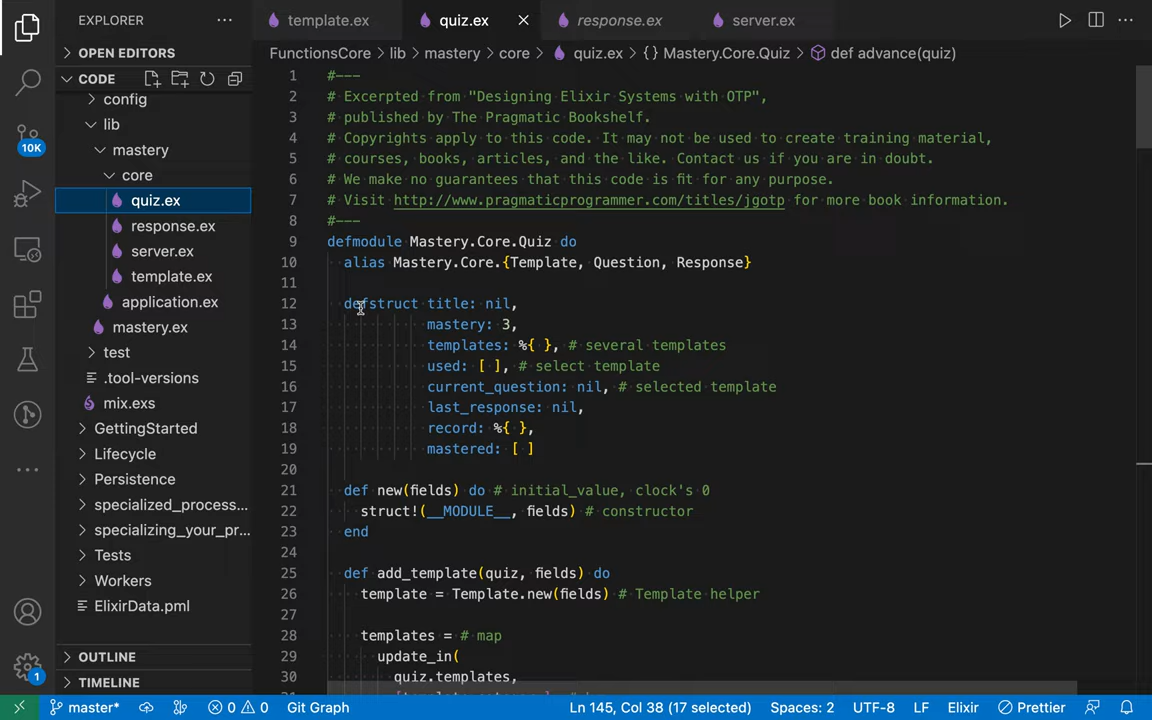 EXPLORER
OPEN EDITORS
CODE
config
lib
mastery
core
quiz.ex
response.ex
server.ex
template.ex
application.ex
mastery.ex
test
.tool-versions
mix.exs
GettingStarted
Lifecycle
Persistence
specialized_process...
specializing_your_pr...
Tests
Workers
ElixirData.pml
OUTLINE
TIMELINE
10K
1
template.ex quiz.ex response.ex server.ex
FunctionsCore > lib > mastery > core > quiz.ex > {} Mastery.Core.Quiz > def advance(quiz)
1 #---
2 # Excerpted from "Designing Elixir Systems with OTP",
3 # published by The Pragmatic Bookshelf.
4 # Copyrights apply to this code. It may not be used to create training material,
5 # courses, books, articles, and the like. Contact us if you are in doubt.
6 # We make no guarantees that this code is fit for any purpose.
7 # Visit http://www.pragmaticprogrammer.com/titles/jgotp for more book information.
8 #---
9 defmodule Mastery.Core.Quiz do
10 alias Mastery.Core.{Template, Question, Response}
11
12 defstruct title: nil,
13 mastery: 3,
14 templates: %{ }, # several templates
15 used: [ ], # select template
16 current_question: nil, # selected template
17 last_response: nil,
18 record: %{ },
19 mastered: [ ]
20
21 def new(fields) do # initial_value, clock's 0
22 struct!(__MODULE__, fields) # constructor
23 end
24
25 def add_template(quiz, fields) do
26 template = Template.new(fields) # Template helper
27
28 templates = # map
29 update_in(
30 quiz.templates,
master* 0 0 Git Graph Ln 145, Col 38 (17 selected) Spaces: 2 UTF-8 LF Elixir Prettier